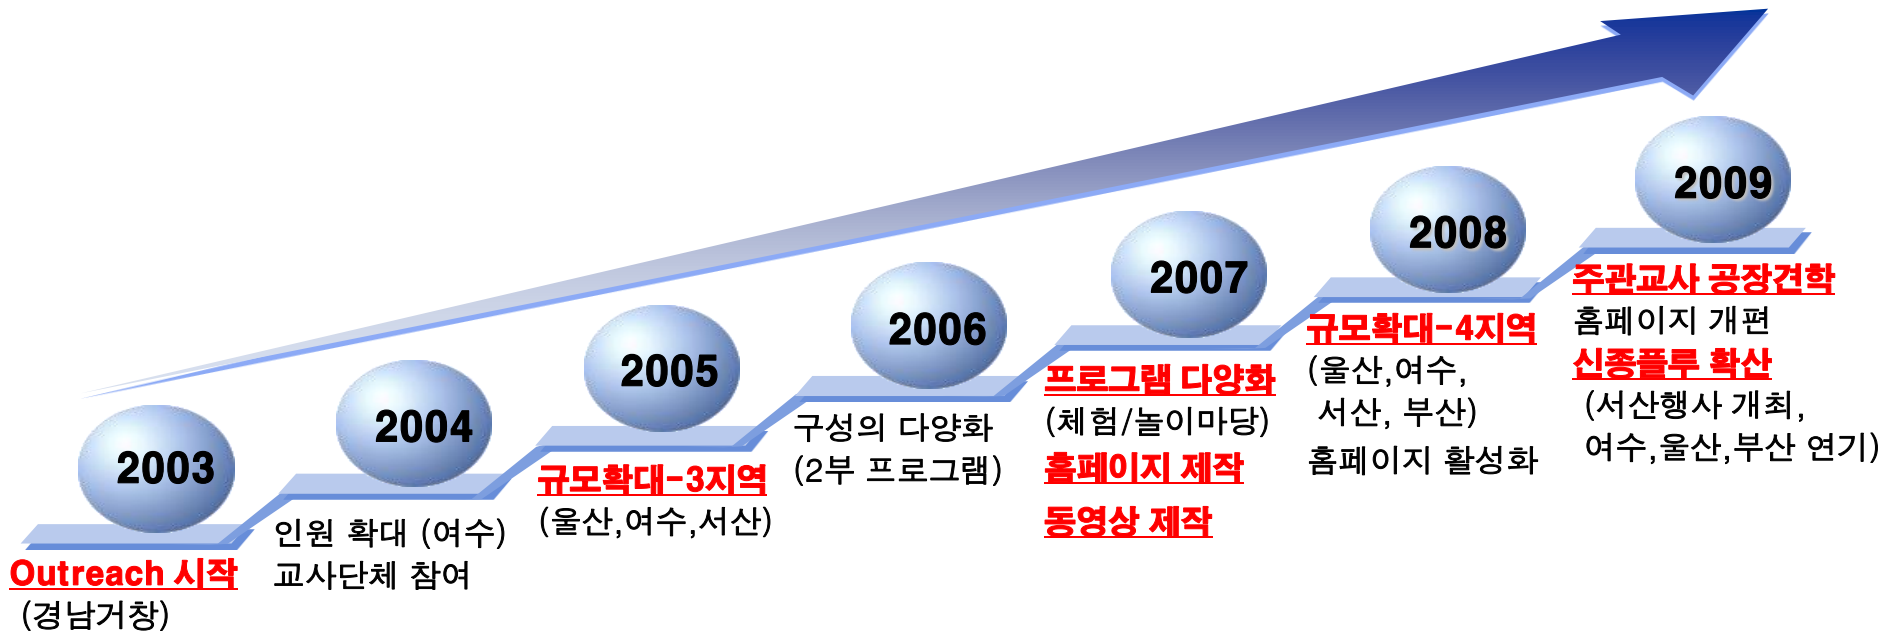 2003
Outreach 시작
(경남거창)
2004
인원 확대 (여수)
교사단체 참여
2005
규모확대-3지역
(울산,여수,서산)
2006
구성의 다양화
(2부 프로그램)
2007
프로그램 다양화
(체험/놀이마당)
홈페이지 제작
동영상 제작
2008
규모확대-4지역
(울산,여수,
서산, 부산)
홈페이지 활성화
2009
주관교사 공장견학
홈페이지 개편
신종플루 확산
(서산행사 개최,
여수,울산,부산 연기)